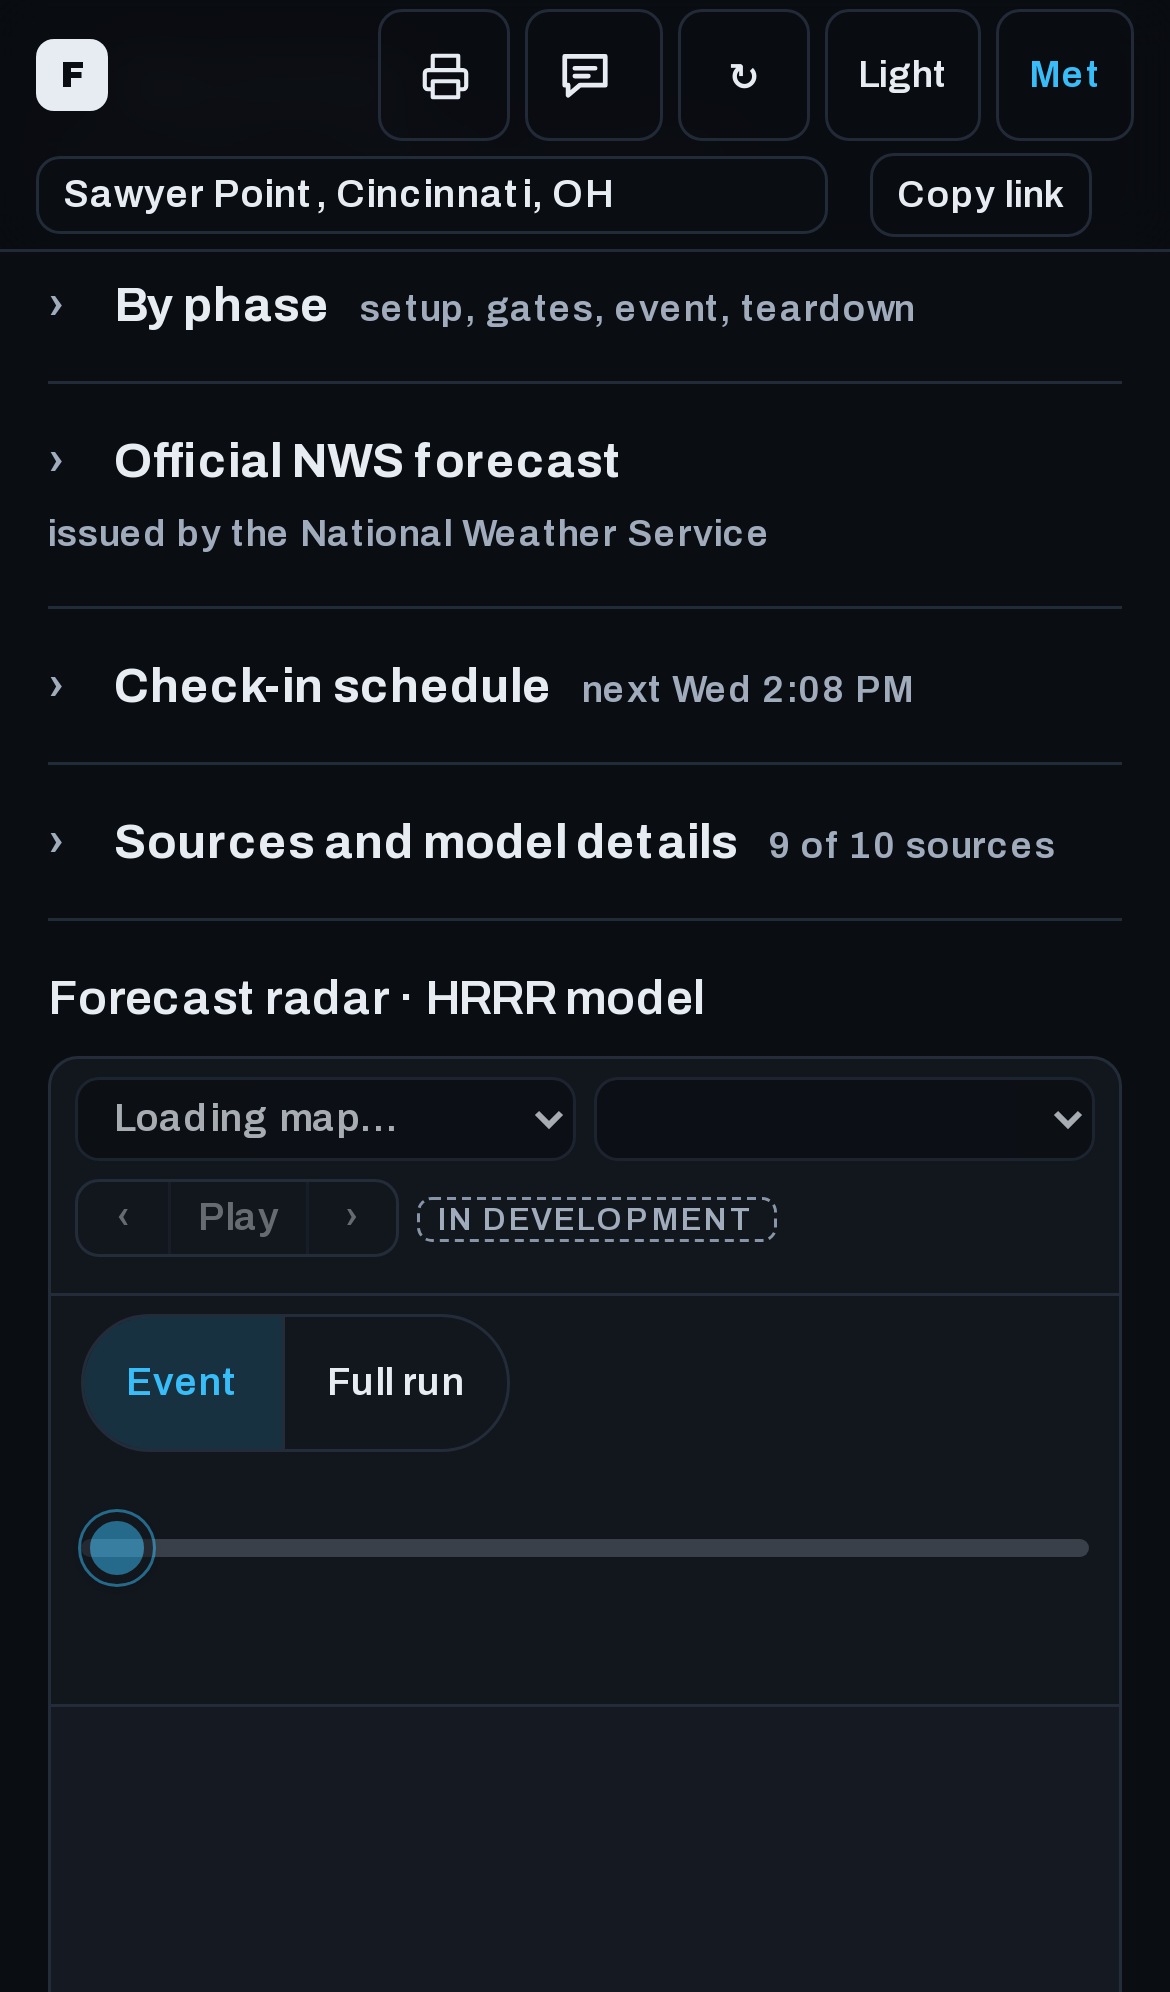 F
Light
Met
Sawyer Point, Cincinnati, OH
Copy link
› By phase setup, gates, event, teardown
› Official NWS forecast
issued by the National Weather Service
› Check-in schedule next Wed 2:08 PM
› Sources and model details 9 of 10 sources
Forecast radar · HRRR model
Loading map...
‹ Play › IN DEVELOPMENT
Event Full run